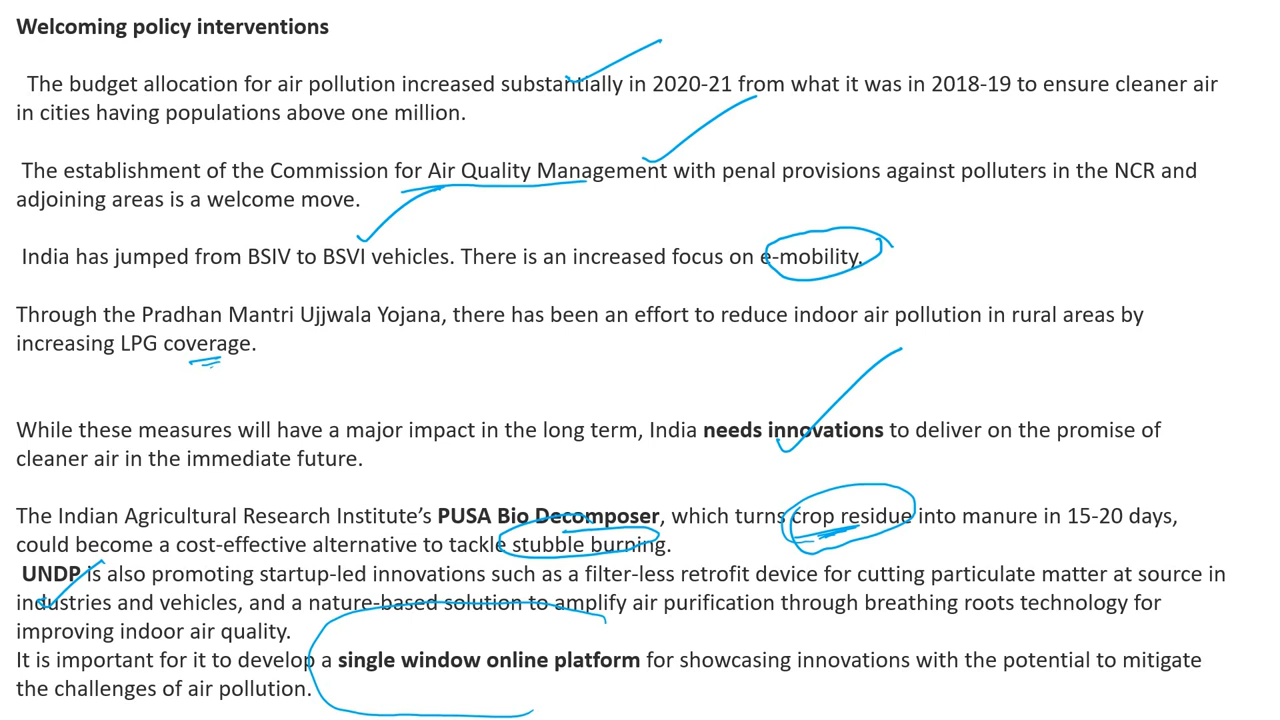 Welcoming policy interventions
The budget allocation for air pollution increased substantially in 2020-21 from what it was in 2018-19 to ensure cleaner air
in cities having populations above one million.
The establishment of the Commission for Air Quality Management with penal provisions against polluters in the NCR and
adjoining areas is a welcome move.
India has jumped from BSIV to BSVI vehicles. There is an increased focus on e-mobility.
Through the Pradhan Mantri Ujjwala Yojana, there has been an effort to reduce indoor air pollution in rural areas by
increasing LPG coverage.
While these measures will have a major impact in the long term, India needs innovations to deliver on the promise of
cleaner air in the immediate future.
The Indian Agricultural Research Institute’s PUSA Bio Decomposer, which turns crop residue into manure in 15-20 days,
could become a cost-effective alternative to tackle stubble burning.
UNDP is also promoting startup-led innovations such as a filter-less retrofit device for cutting particulate matter at source in
industries and vehicles, and a nature-based solution to amplify air purification through breathing roots technology for
improving indoor air quality.
It is important for it to develop a single window online platform for showcasing innovations with the potential to mitigate
the challenges of air pollution.